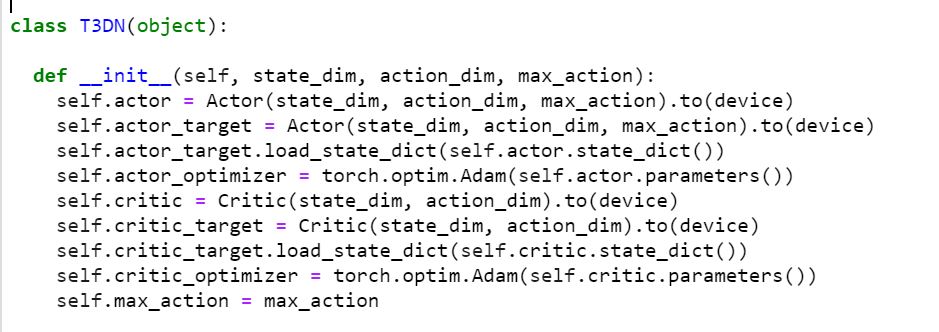 class T3DN(object):
def __init__(self, state_dim, action_dim, max_action):
self.actor = Actor(state_dim, action_dim, max_action).to(device)
self.actor_target = Actor(state_dim, action_dim, max_action).to(device)
self.actor_target.load_state_dict(self.actor.state_dict())
self.actor_optimizer = torch.optim.Adam(self.actor.parameters())
self.critic = Critic(state_dim, action_dim).to(device)
self.critic_target = Critic(state_dim, action_dim).to(device)
self.critic_target.load_state_dict(self.critic.state_dict())
self.critic_optimizer = torch.optim.Adam(self.critic.parameters())
self.max_action = max_action